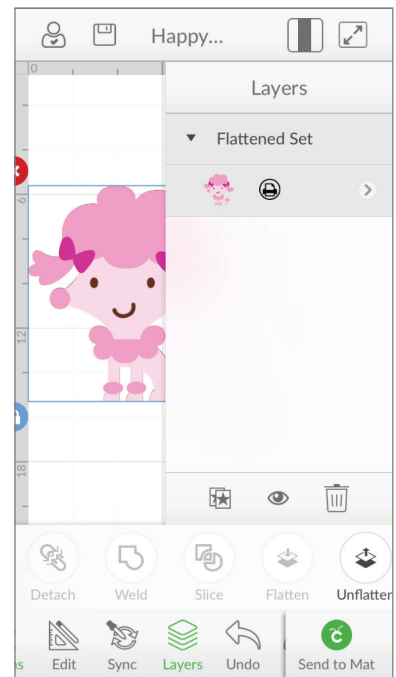 Happy...
0
Layers
Flattened Set
6
12
18
Detach Weld Slice Flatten Unflatten
s Edit Sync Layers Undo Send to Mat